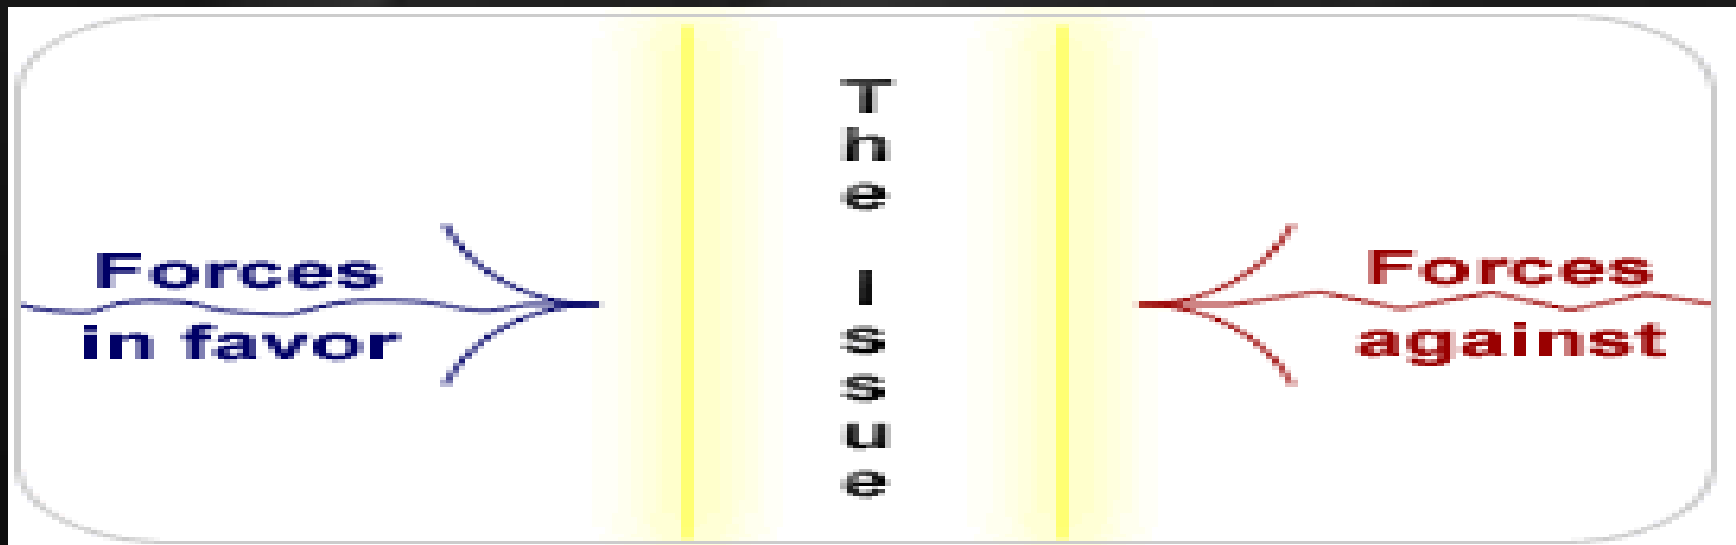 Forces
in favor
The Issue
Forces
against